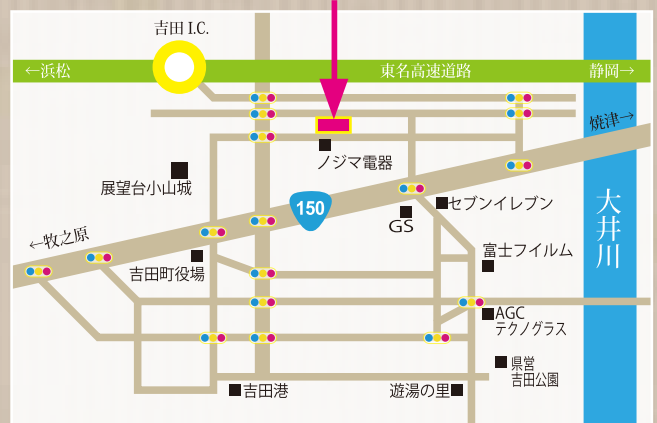 吉田 I.C.
←浜松
東名高速道路
静岡→
焼津→
ノジマ電器
展望台小山城
150
セブンイレブン
GS
大井川
←牧之原
富士フイルム
吉田町役場
AGC
テクノグラス
県営
吉田公園
吉田港
遊湯の里